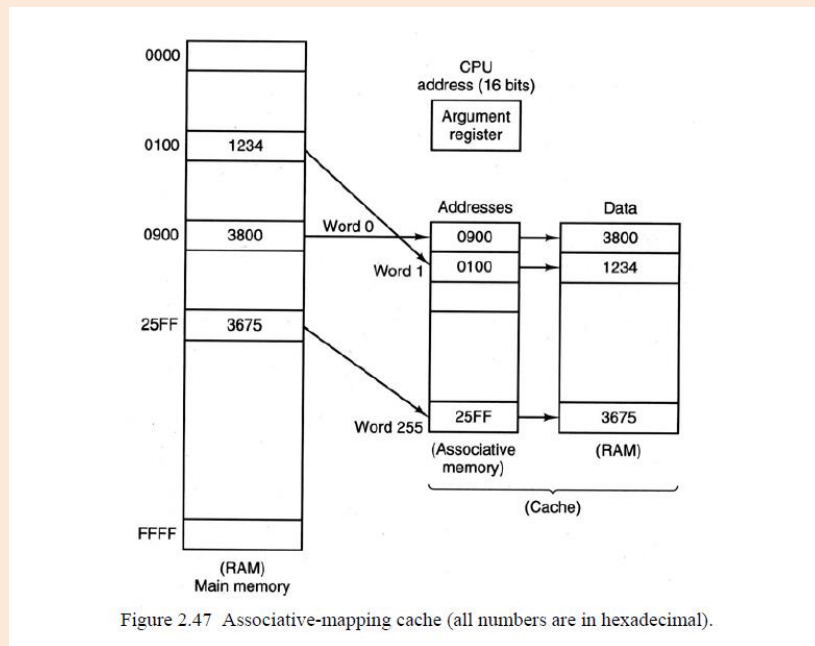 0000
CPU
address (16 bits)
Argument
register
0100 1234
Addresses Data
0900 3800 Word 0 0900 3800
Word 1 0100 1234
25FF 3675
Word 255 25FF 3675
(Associative
memory)
(RAM)
(Cache)
FFFF
(RAM)
Main memory
Figure 2.47 Associative-mapping cache (all numbers are in hexadecimal).